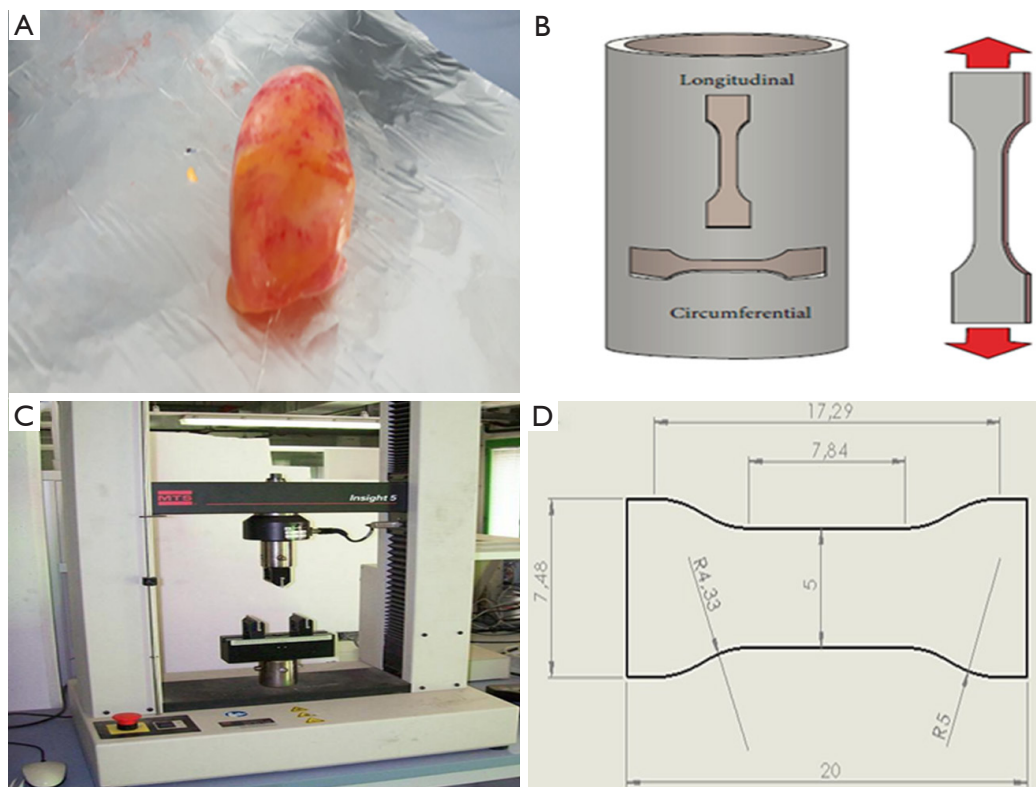 A
B
Longitudinal
Circumferential
C
MTS
Insight 5
D
17,29
7,84
7,48
R4,33
5
R5
20